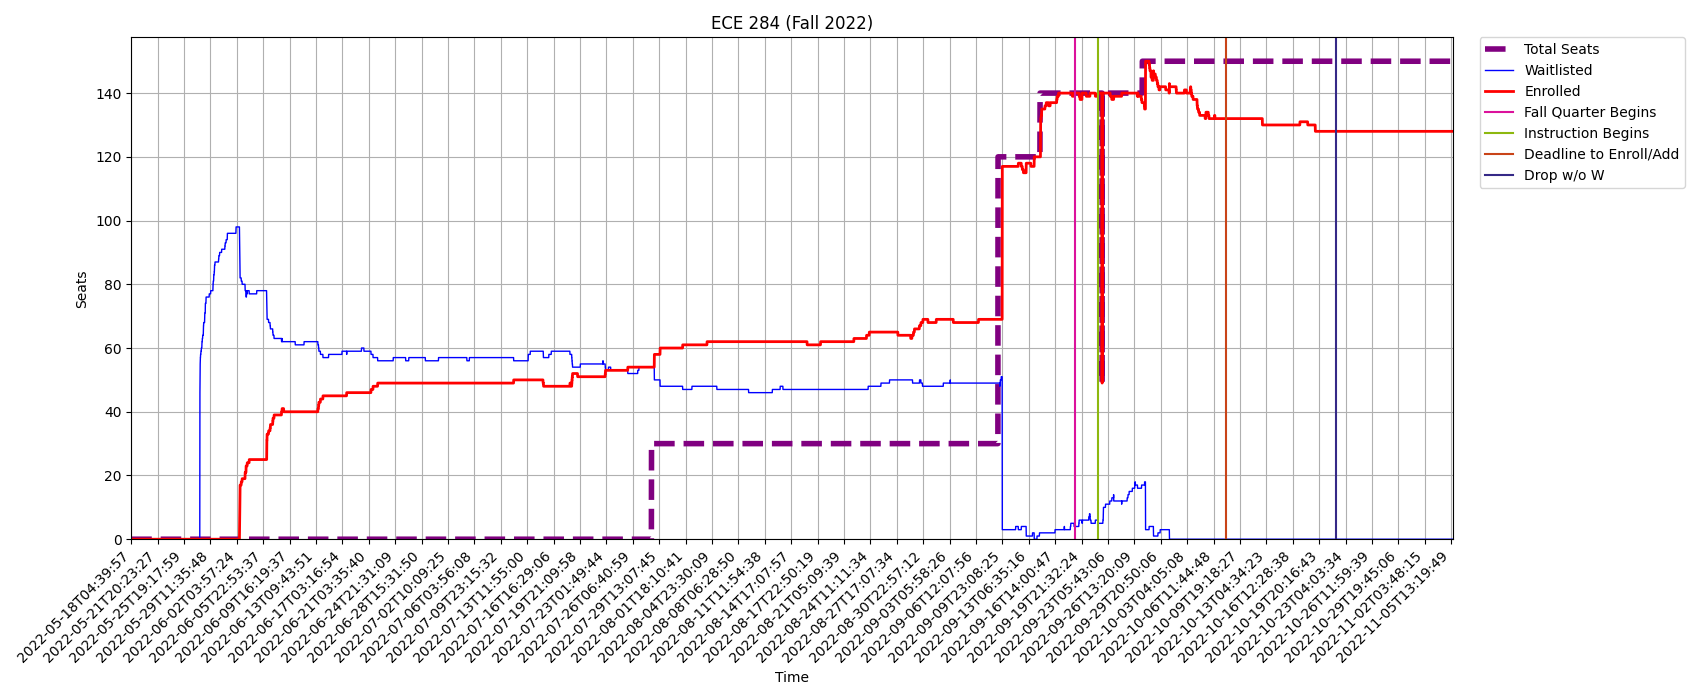 ECE 284 (Fall 2022)
Total Seats
Waitlisted
Enrolled
Fall Quarter Begins
Instruction Begins
Deadline to Enroll/Add
Drop w/o W
Seats
140
120
100
80
60
40
20
0
2022-05-18T04:39:57
2022-05-21T20:23:27
2022-05-25T19:17:59
2022-05-29T11:35:48
2022-06-02T03:57:24
2022-06-05T22:53:37
2022-06-09T16:19:37
2022-06-13T09:43:51
2022-06-17T03:16:54
2022-06-21T03:35:40
2022-06-24T21:31:09
2022-06-28T15:31:50
2022-07-02T10:09:25
2022-07-06T03:56:08
2022-07-09T23:15:32
2022-07-13T11:55:00
2022-07-16T16:29:06
2022-07-19T21:09:58
2022-07-23T01:49:44
2022-07-26T06:40:59
2022-07-29T13:07:45
2022-08-01T18:10:41
2022-08-04T23:30:09
2022-08-08T06:28:50
2022-08-11T11:54:38
2022-08-14T17:07:57
2022-08-17T22:50:19
2022-08-21T05:09:39
2022-08-24T11:11:34
2022-08-27T17:07:34
2022-08-30T22:57:12
2022-09-03T05:58:26
2022-09-06T12:07:56
2022-09-09T23:08:25
2022-09-13T06:35:16
2022-09-16T14:00:47
2022-09-19T21:32:24
2022-09-23T05:43:06
2022-09-26T13:20:09
2022-09-29T20:50:06
2022-10-03T04:05:08
2022-10-06T11:44:48
2022-10-09T19:18:27
2022-10-13T04:34:23
2022-10-16T12:28:38
2022-10-19T20:16:43
2022-10-23T04:03:34
2022-10-26T11:59:39
2022-10-29T19:45:06
2022-11-02T03:48:15
2022-11-05T13:19:49
Time